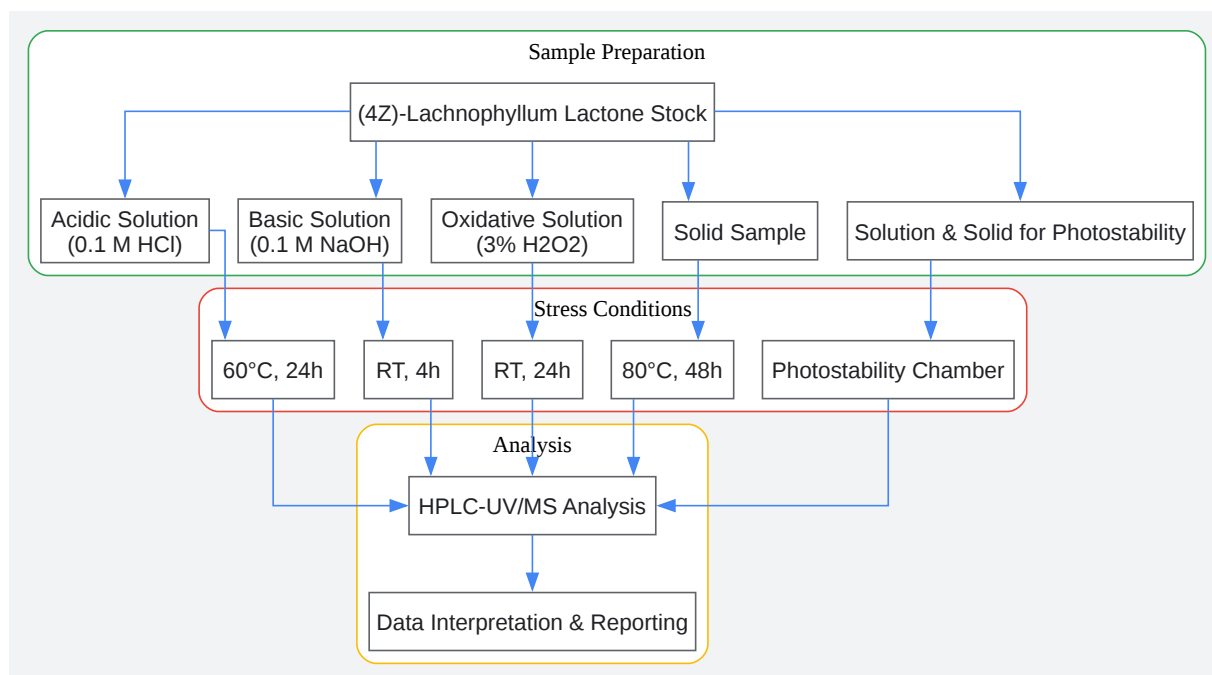 Sample Preparation
(4Z)-Lachnophyllum Lactone Stock
Acidic Solution
(0.1 M HCl)
Basic Solution
(0.1 M NaOH)
Oxidative Solution
(3% H2O2)
Solid Sample
Solution & Solid for Photostability
Stress Conditions
60°C, 24h
RT, 4h
RT, 24h
80°C, 48h
Photostability Chamber
Analysis
HPLC-UV/MS Analysis
Data Interpretation & Reporting